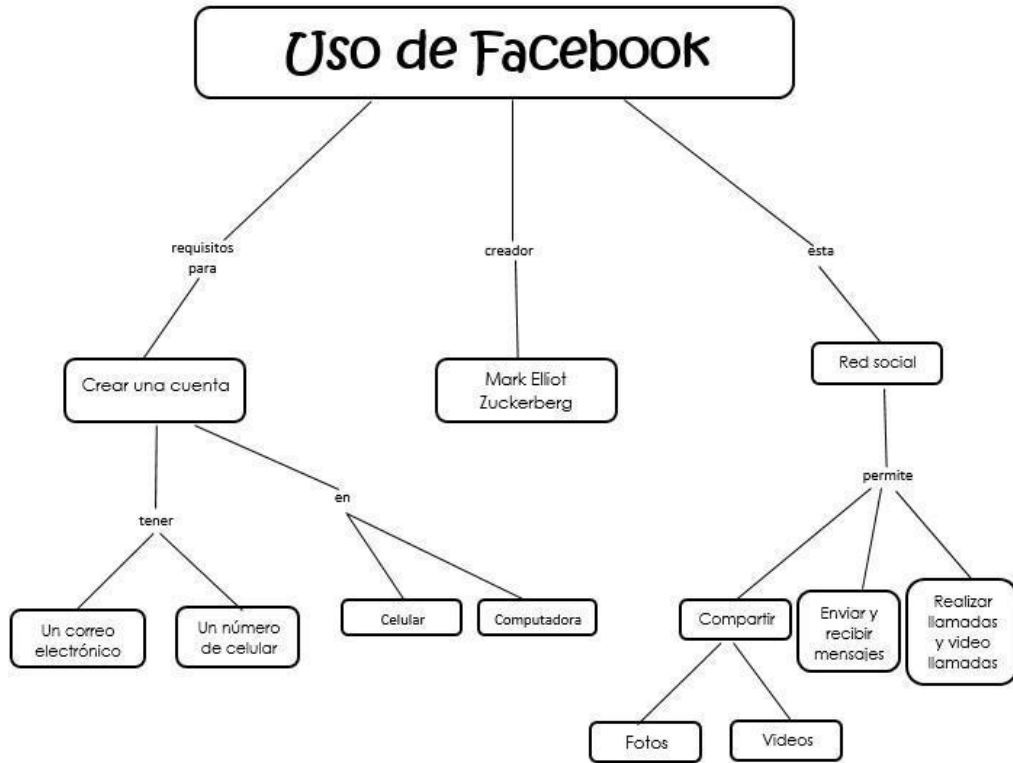 Uso de Facebook
requisitos
para
creador
esta
Crear una cuenta
Mark Elliot
Zuckerberg
Red social
tener
en
permite
Un correo
electrónico
Un número
de celular
Celular
Computadora
Compartir
Enviar y
recibir
mensajes
Realizar
llamadas
y video
llamadas
Fotos
Videos